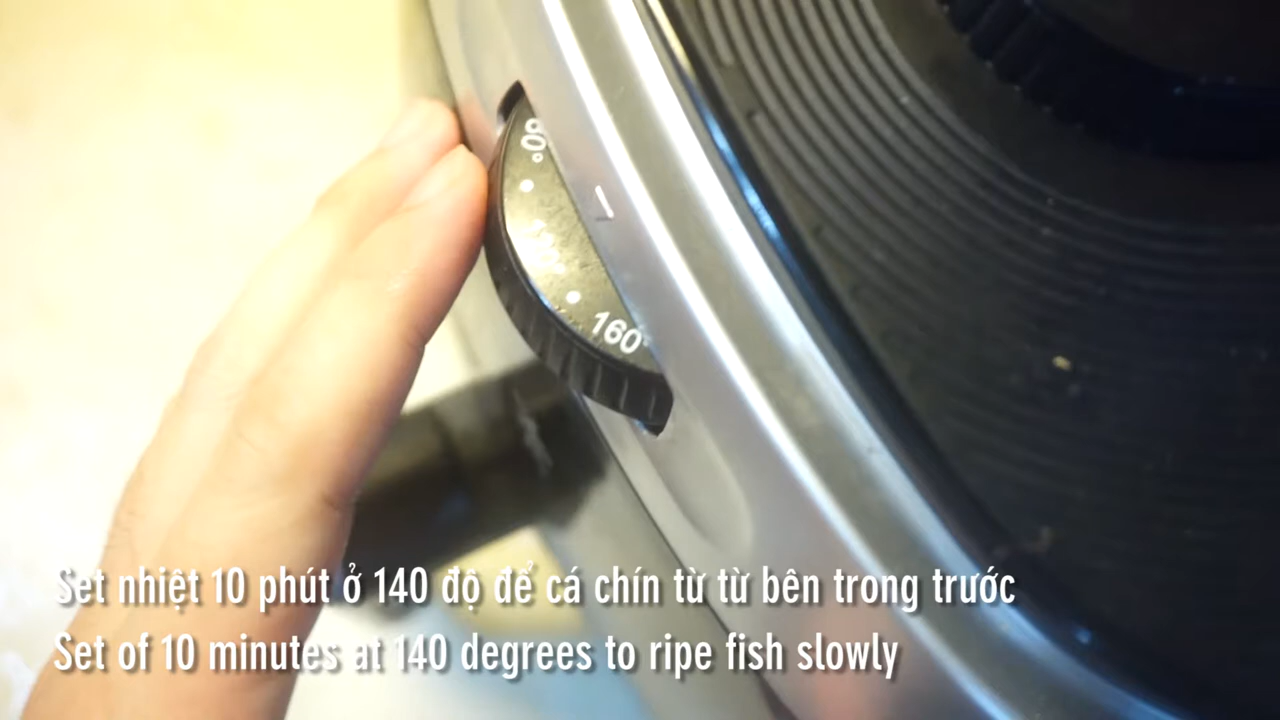 160°
Set nhiệt 10 phút ở 140 độ để cá chín từ từ bên trong trước
Set of 10 minutes at 140 degrees to ripe fish slowly